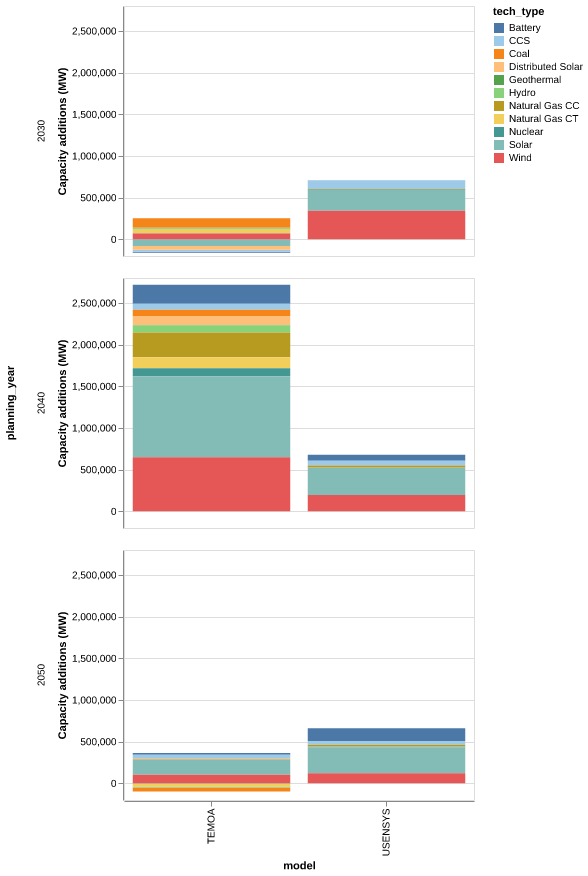 tech_type
Battery
CCS
Coal
Distributed Solar
Geothermal
Hydro
Natural Gas CC
Natural Gas CT
Nuclear
Solar
Wind
planning_year
2030
Capacity additions (MW)
2,500,000
2,000,000
1,500,000
1,000,000
500,000
0
2040
Capacity additions (MW)
2,500,000
2,000,000
1,500,000
1,000,000
500,000
0
2050
Capacity additions (MW)
2,500,000
2,000,000
1,500,000
1,000,000
500,000
0
TEMOA
USENSYS
model